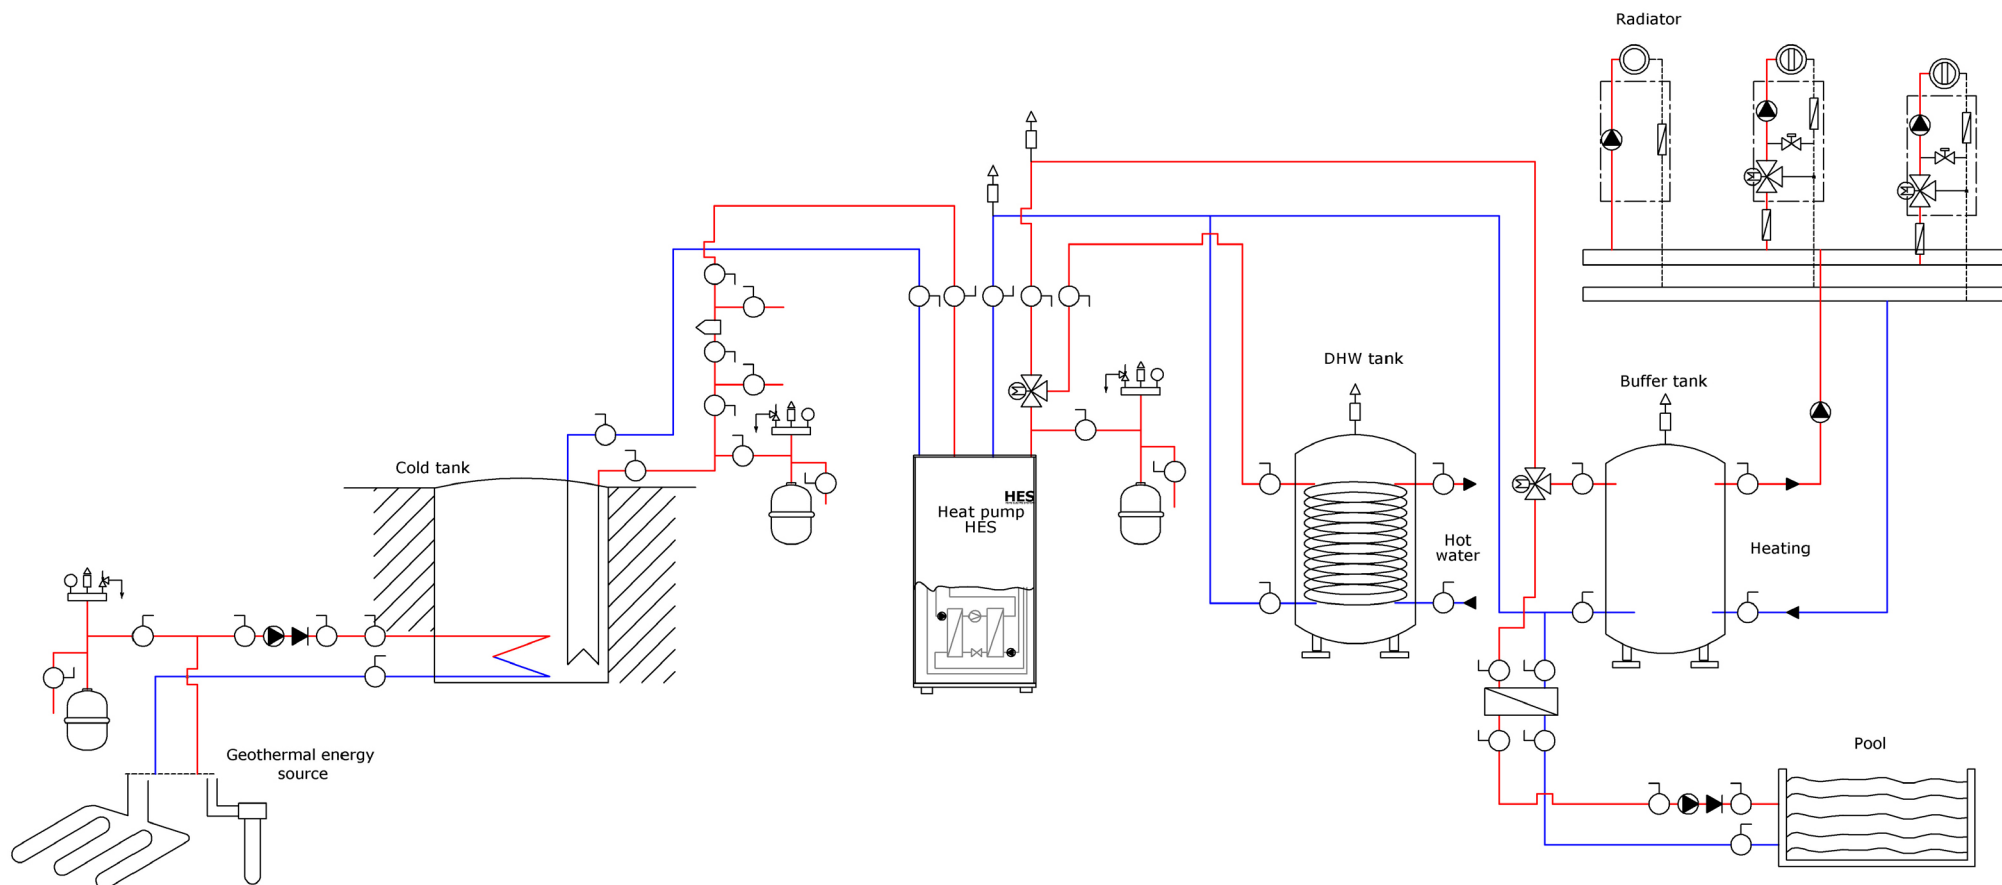 Radiator
DHW tank
Buffer tank
Cold tank
HES
Heat pump
HES
Hot
water
Heating
Geothermal energy
source
Pool